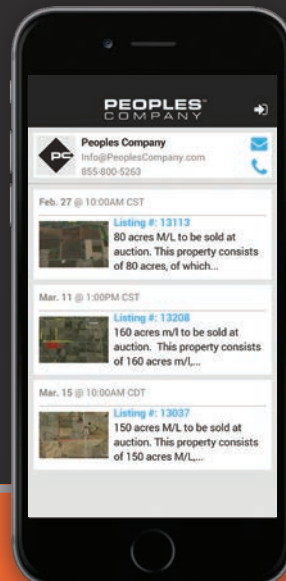 PEOPLES™
COMPANY
PC
Peoples Company
Info@PeoplesCompany.com
855-800-5263
Feb. 27 @ 10:00AM CST
Listing #: 13113
80 acres M/L to be sold at
auction. This property consists
of 80 acres, of which...
Mar. 11 @ 1:00PM CST
Listing #: 13208
160 acres m/l to be sold at
auction.  This property consists
of 160 acres m/l,...
Mar. 15 @ 10:00AM CDT
Listing #: 13037
150 acres M/L to be sold at
auction. This property consists
of 150 acres M/L,...